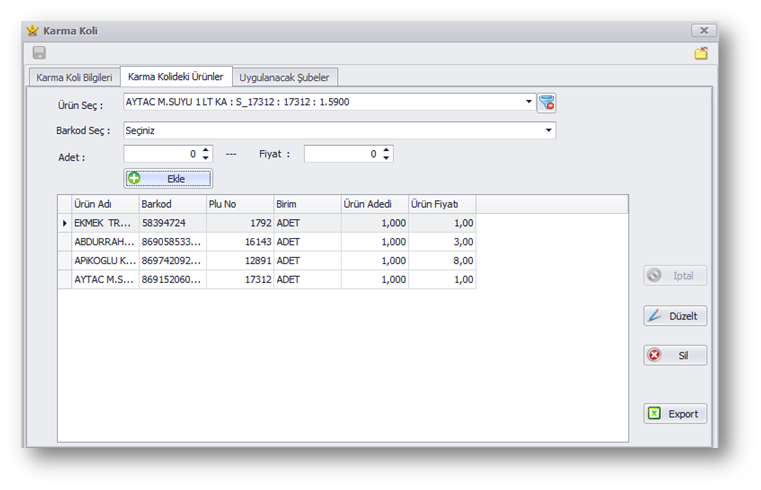 Karma Koli
Karma Koli Bilgileri Karma Kolideki Ürünler Uygulanacak Şubeler
Ürün Seç : AYTAC M.SUYU 1 LT KA : S_17312 : 17312 : 1.5900
Barkod Seç : Seçiniz
Adet : 0 --- Fiyat : 0
Ekle
Ürün Adı Barkod Plu No Birim Ürün Adedi Ürün Fiyatı
EKMEK TR... 58394724 1792 ADET 1,000 1,00
ABDURRAH... 869058533... 16143 ADET 1,000 3,00
APiKOGLU K... 869742092... 12891 ADET 1,000 8,00
AYTAC M.S... 869152060... 17312 ADET 1,000 1,00
İptal
Düzelt
Sil
Export